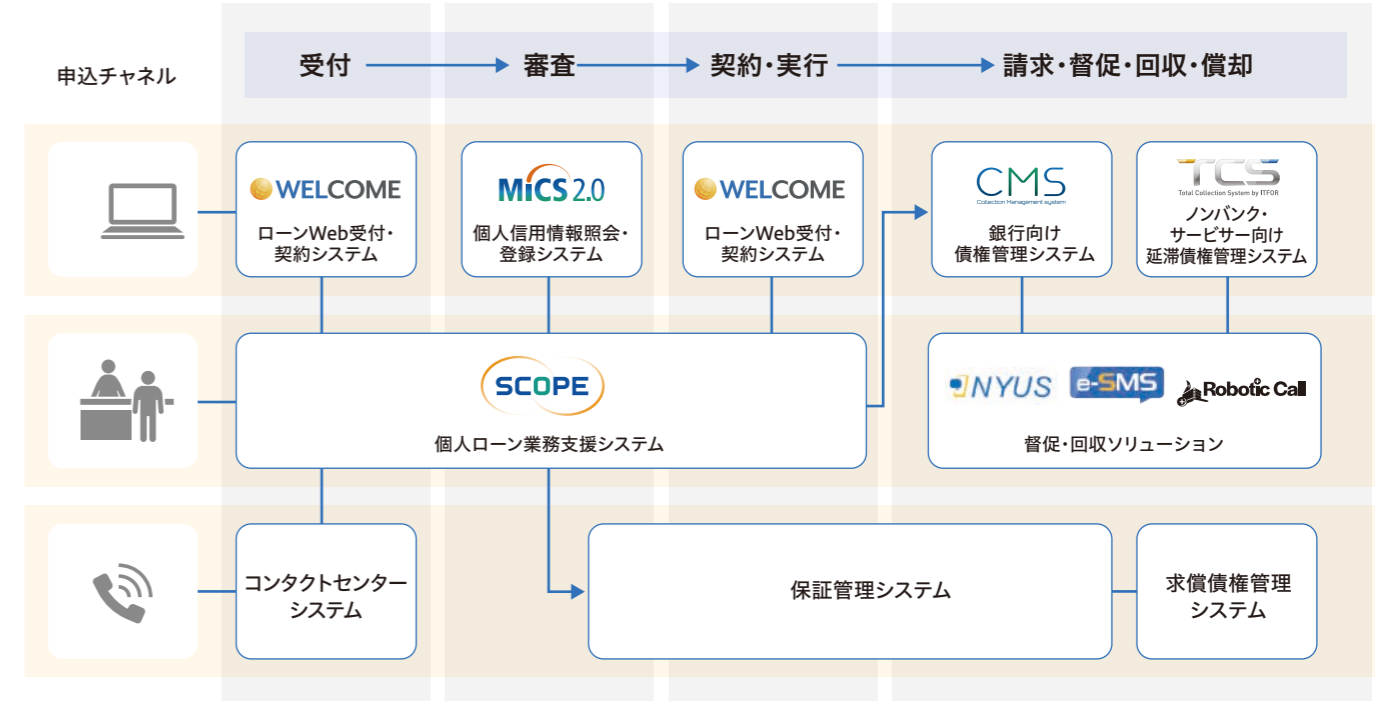 申込チャネル
受付
審査
契約・実行
請求・督促・回収・償却
WELCOME
ローンWeb受付・
契約システム
MiCS 2.0
個人信用情報照会・
登録システム
WELCOME
ローンWeb受付・
契約システム
CMS
Collection Management system
銀行向け
債権管理システム
TCS
Total Collection System by ITFOR
ノンバンク・
サービサー向け
延滞債権管理システム
SCOPE
個人ローン業務支援システム
NYUS
e-SMS
Robotic Call
督促・回収ソリューション
コンタクトセンター
システム
保証管理システム
求償債権管理
システム